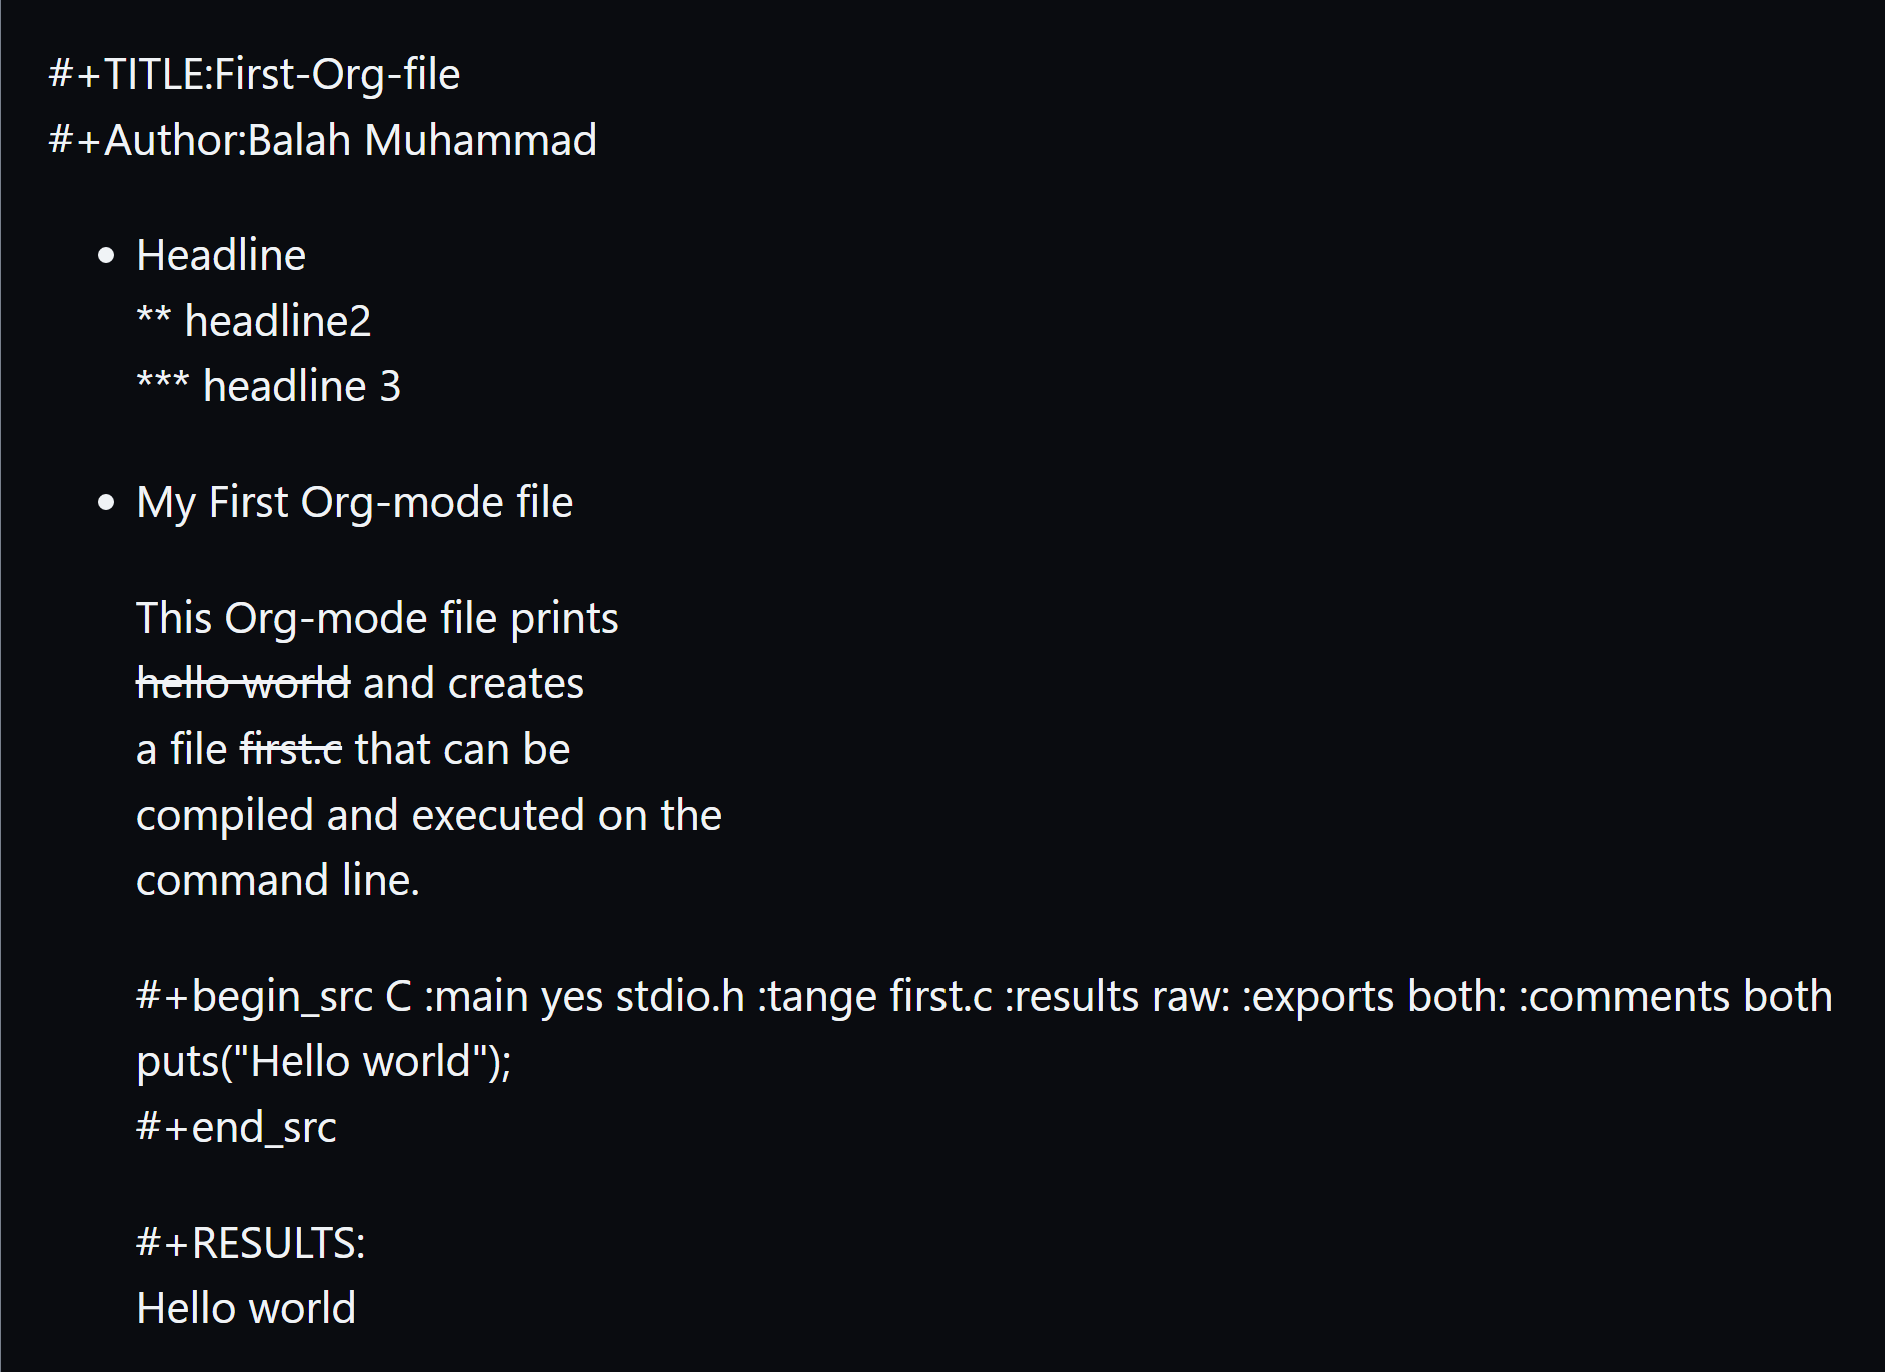 #+TITLE:First-Org-file
#+Author:Balah Muhammad
• Headline
** headline2
*** headline 3
• My First Org-mode file
This Org-mode file prints
hello world and creates
a file first.c that can be
compiled and executed on the
command line.
#+begin_src C :main yes stdio.h :tange first.c :results raw: :exports both: :comments both
puts("Hello world");
#+end_src
#+RESULTS:
Hello world